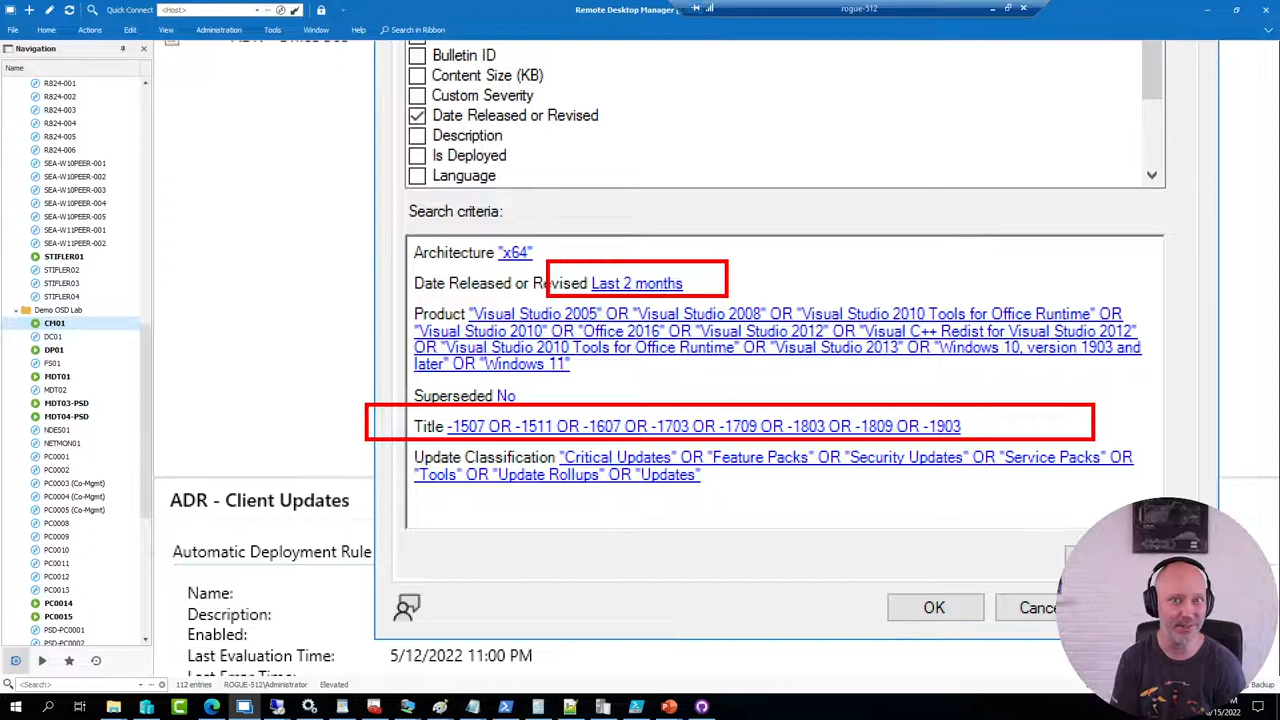 Quick Connect
<Host>
Remote Desktop Manager
rogue-512
File
Home
Actions
Edit
View
Administration
Tools
Window
Help
Search in Ribbon
Navigation
Name
R824-001
R824-002
R824-003
R824-004
R824-005
R824-006
SEA-W10PEER-001
SEA-W10PEER-002
SEA-W10PEER-003
SEA-W10PEER-004
SEA-W10PEER-005
SEA-W11PEER-001
SEA-W11PEER-002
STIFLER01
STIFLER02
STIFLER03
STIFLER04
Demo OSD Lab
CM01
DC01
DP01
FS01
MDT01
MDT02
MDT03-PSD
MDT04-PSD
NDES01
NETMON01
PC0001
PC0002
PC0003 (Co-Mgmt)
PC0004 (Co-Mgmt)
PC0005 (Co-Mgmt)
PC0008
PC0009
PC0010
PC0011
PC0012
PC0013
PC0014
PC0015
PSD-PC0001
PSD-PC0002
Bulletin ID
Content Size (KB)
Custom Severity
Date Released or Revised
Description
Is Deployed
Language
Search criteria:
Architecture "x64"
Date Released or Revised Last 2 months
Product "Visual Studio 2005" OR "Visual Studio 2008" OR "Visual Studio 2010 Tools for Office Runtime" OR
"Visual Studio 2010" OR "Office 2016" OR "Visual Studio 2012" OR "Visual C++ Redist for Visual Studio 2012"
OR "Visual Studio 2010 Tools for Office Runtime" OR "Visual Studio 2013" OR "Windows 10, version 1903 and
later" OR "Windows 11"
Superseded No
Title -1507 OR -1511 OR -1607 OR -1703 OR -1709 OR -1803 OR -1809 OR -1903
Update Classification "Critical Updates" OR "Feature Packs" OR "Security Updates" OR "Service Packs" OR
"Tools" OR "Update Rollups" OR "Updates"
OK
ADR - Client Updates
Automatic Deployment Rule
Name:
Description:
Enabled:
Last Evaluation Time: 5/12/2022 11:00 PM
<Search>
112 entries
ROGUE-512\Administrator
Elevated
Backup